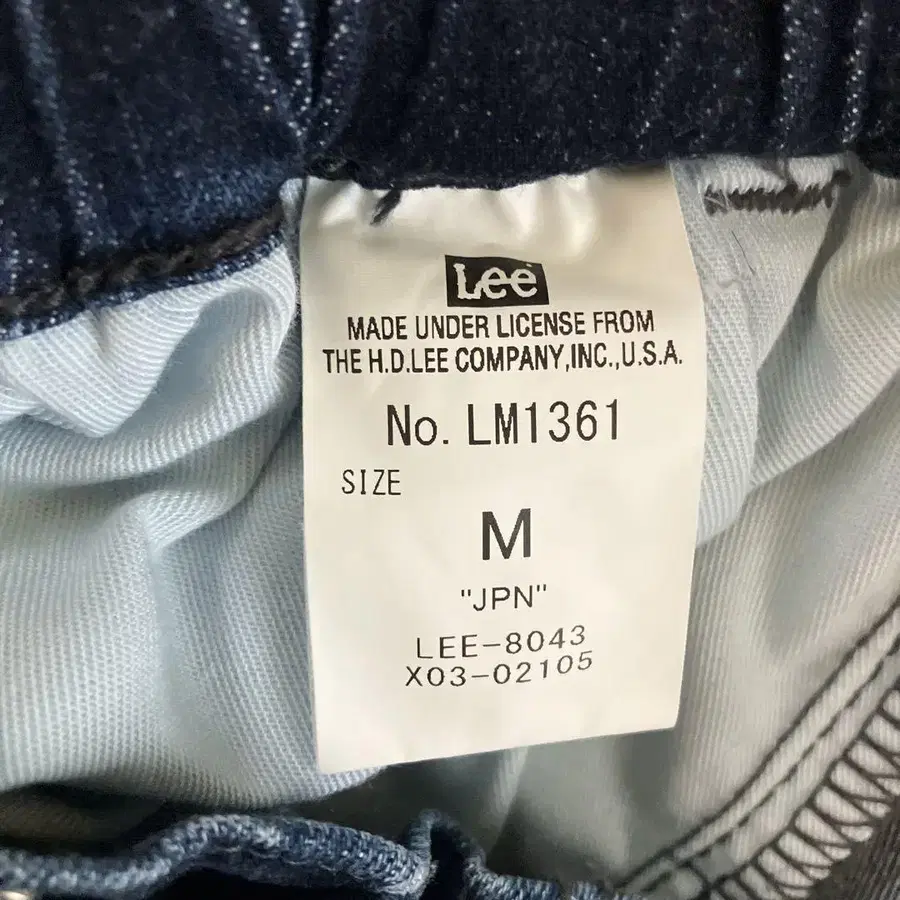 Lee
MADE UNDER LICENSE FROM
THE H.D.LEE COMPANY,INC.,U.S.A.
No. LM1361
SIZE
M
"JPN"
LEE-8043
X03-02105